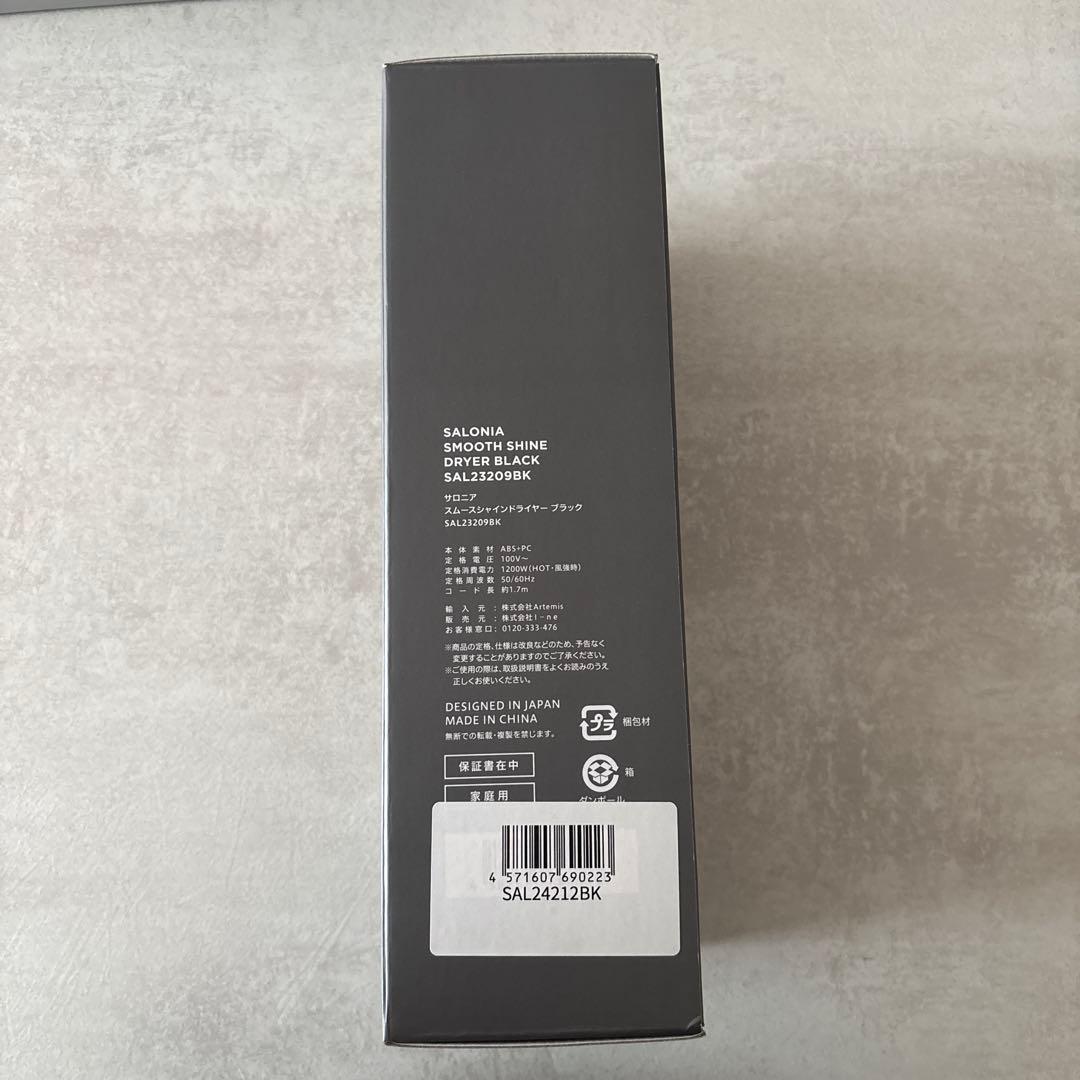 SALONIA
SMOOTH SHINE
DRYER BLACK
SAL23209BK
サロニア
スムースシャインドライヤー ブラック
SAL23209BK
本体素材 ABS+PC
定格電圧 100V～
定格消費電力 1200W（HOT・風強時）
定格周波数 50/60Hz
コード長 約1.7m
輸入元：株式会社Artemis
販売元：株式会社I-ne
お客様窓口：0120-333-476
※商品の定格、仕様は改良などのため、予告なく
変更することがありますのでご了承ください。
※ご使用の際は、取扱説明書をよくお読みのうえ
正しくお使いください。
DESIGNED IN JAPAN
MADE IN CHINA
無断での転載・複製を禁じます。
プラ 梱包材
保証書在中
箱
家庭用
ダンボール
4 571607 690223
SAL24212BK